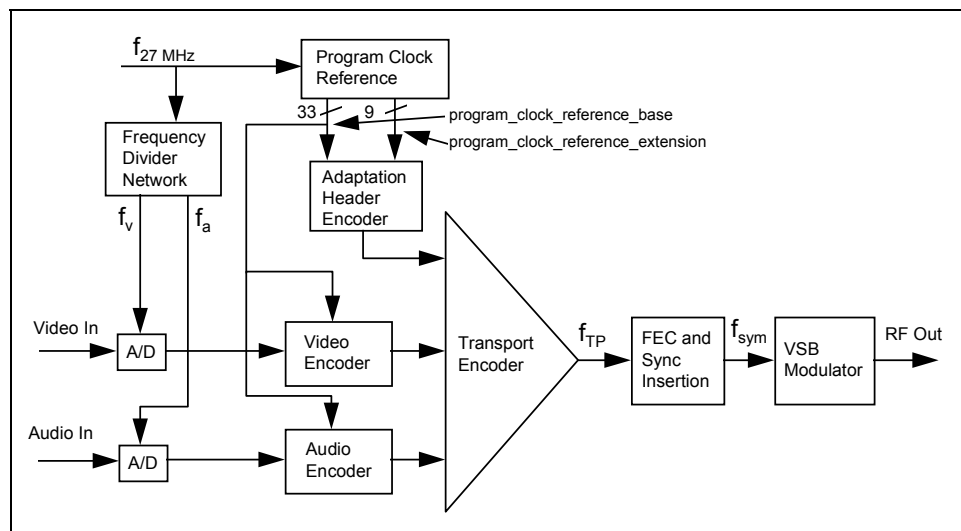 f27 MHz
Program Clock
Reference
33
9
program_clock_reference_base
program_clock_reference_extension
Frequency
Divider
Network
Adaptation
Header
Encoder
fv
fa
Video In
A/D
Video
Encoder
Transport
Encoder
fTP
FEC and
Sync
Insertion
fsym
VSB
Modulator
RF Out
Audio In
A/D
Audio
Encoder